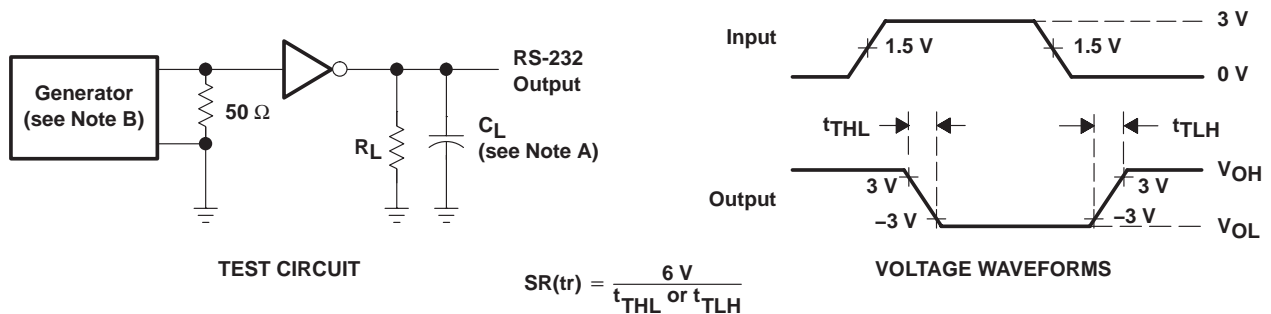 Generator
(see Note B)
50 Ω
RS-232
Output
RL
CL
(see Note A)
TEST CIRCUIT
Input
1.5 V
1.5 V
3 V
0 V
tTHL
tTLH
Output
3 V
–3 V
3 V
–3 V
VOH
VOL
VOLTAGE WAVEFORMS
SR(tr) = 6 V / tTHL or tTLH